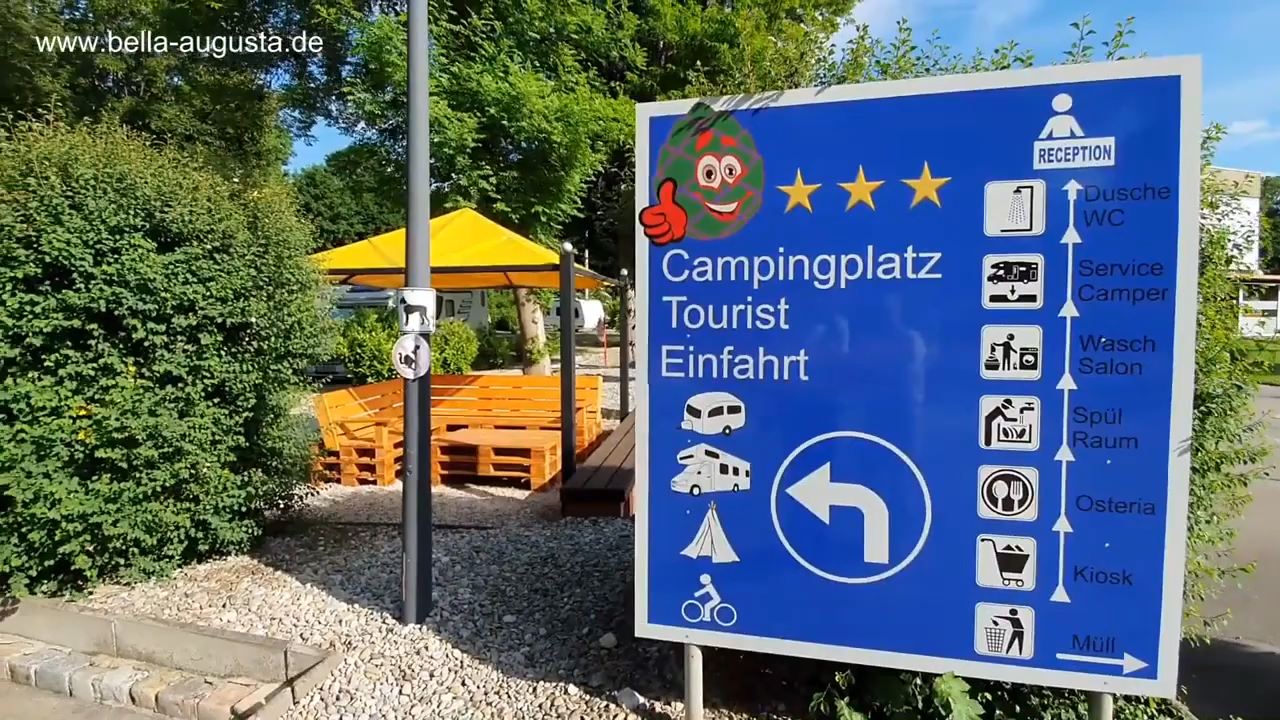 www.bella-augusta.de
Campingplatz
Tourist
Einfahrt
RECEPTION
Dusche
WC
Service
Camper
Wasch
Salon
Spül
Raum
Osteria
Kiosk
Müll